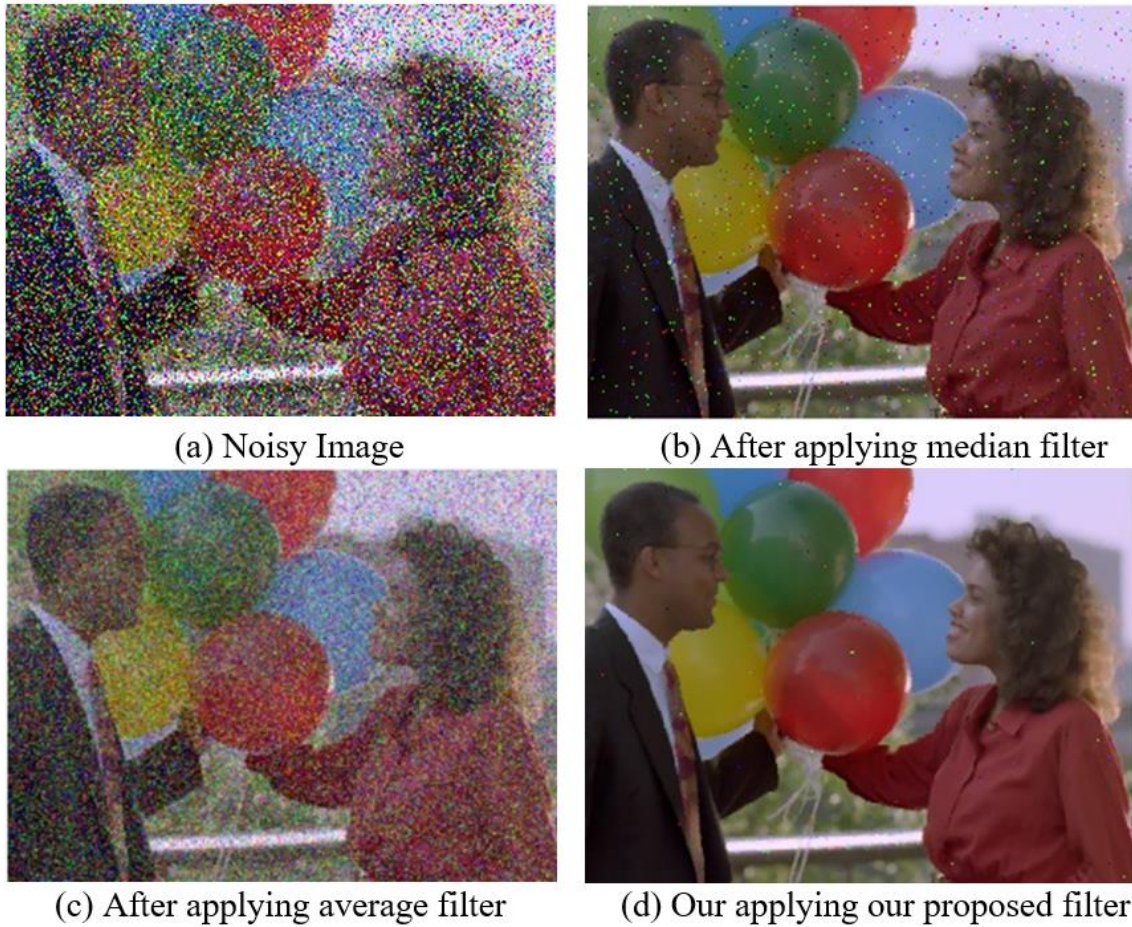 (a) Noisy Image
(b) After applying median filter
(c) After applying average filter
(d) Our applying our proposed filter